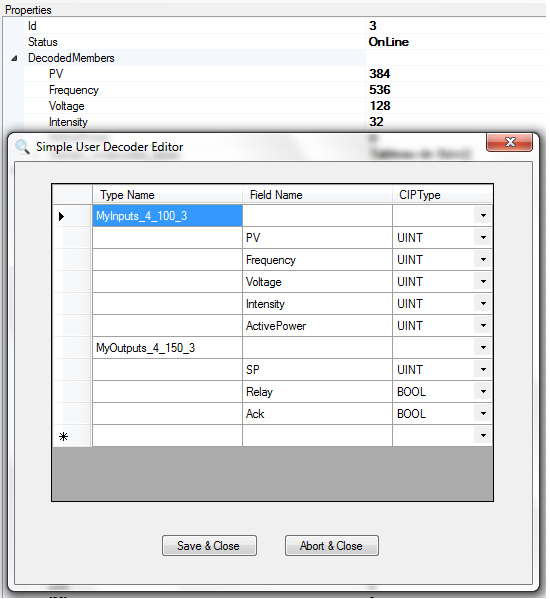 Properties
Id 3
Status OnLine
DecodedMembers
PV 384
Frequency 536
Voltage 128
Intensity 32
Simple User Decoder Editor
Type Name Field Name CIPType
MyInputs_4_100_3
PV UINT
Frequency UINT
Voltage UINT
Intensity UINT
ActivePower UINT
MyOutputs_4_150_3
SP UINT
Relay BOOL
Ack BOOL
Save & Close Abort & Close